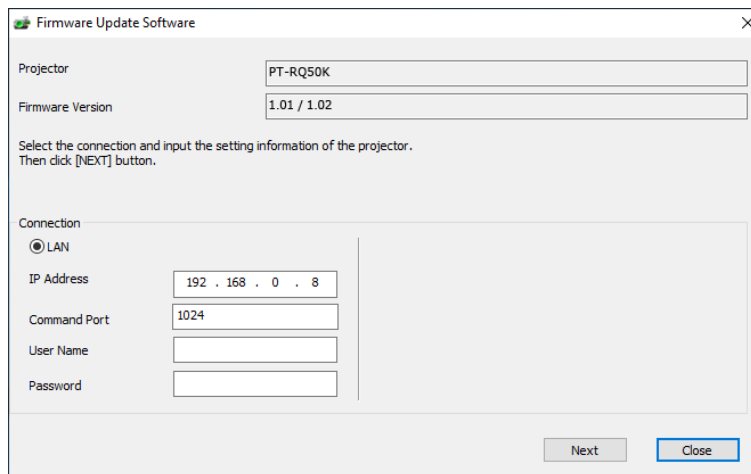 Firmware Update Software
Projector PT-RQ50K
Firmware Version 1.01 / 1.02
Select the connection and input the setting information of the projector.
Then click [NEXT] button.
Connection
LAN
IP Address 192 . 168 . 0 . 8
Command Port 1024
User Name
Password
Next Close